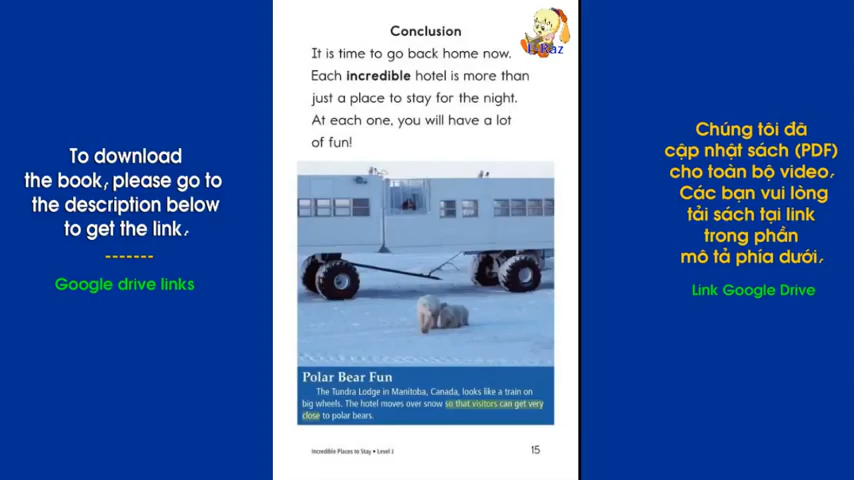 To download
the book, please go to
the description below
to get the link.
-------
Google drive links
Conclusion
It is time to go back home now.
Each incredible hotel is more than
just a place to stay for the night.
At each one, you will have a lot
of fun!
Polar Bear Fun
The Tundra Lodge in Manitoba, Canada, looks like a train on
big wheels. The hotel moves over snow so that visitors can get very
close to polar bears.
Incredible Places to Stay • Level J
15
Chúng tôi đã
cập nhật sách (PDF)
cho toàn bộ video.
Các bạn vui lòng
tải sách tại link
trong phần
mô tả phía dưới.
Link Google Drive